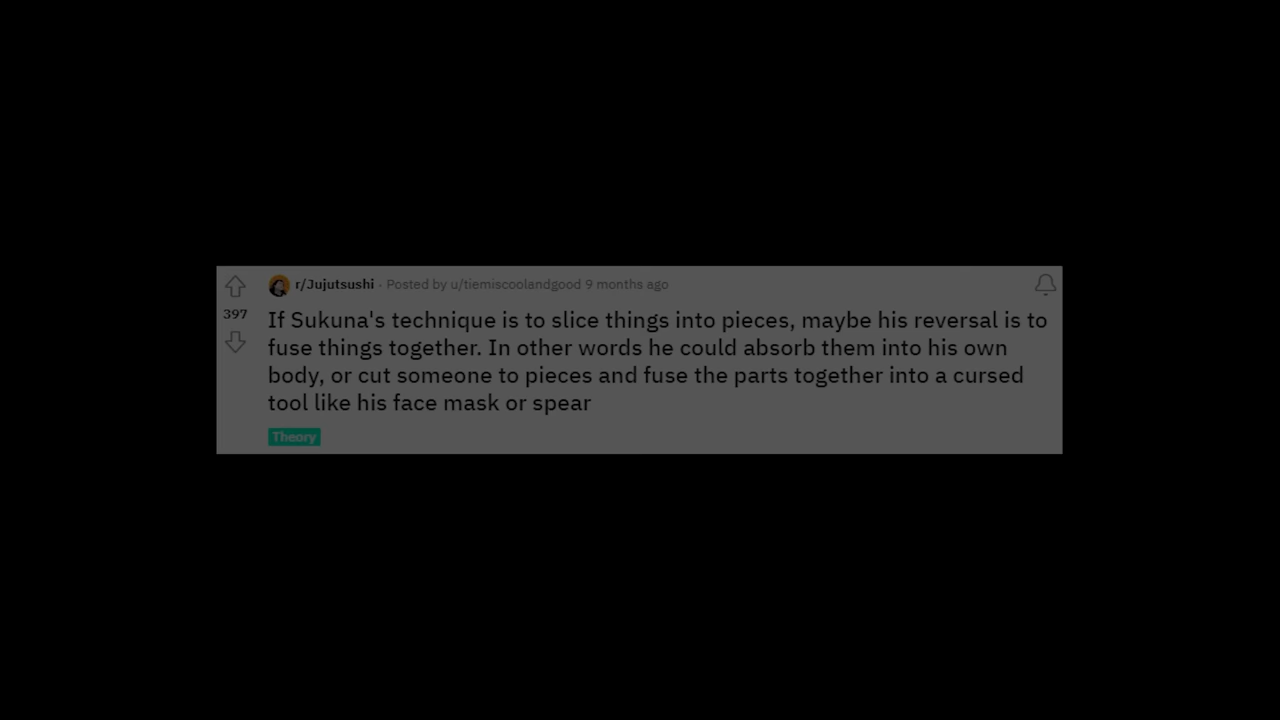 r/Jujutsushi · Posted by u/tiemiscoolandgood 9 months ago
397
If Sukuna's technique is to slice things into pieces, maybe his reversal is to
fuse things together. In other words he could absorb them into his own
body, or cut someone to pieces and fuse the parts together into a cursed
tool like his face mask or spear
Theory